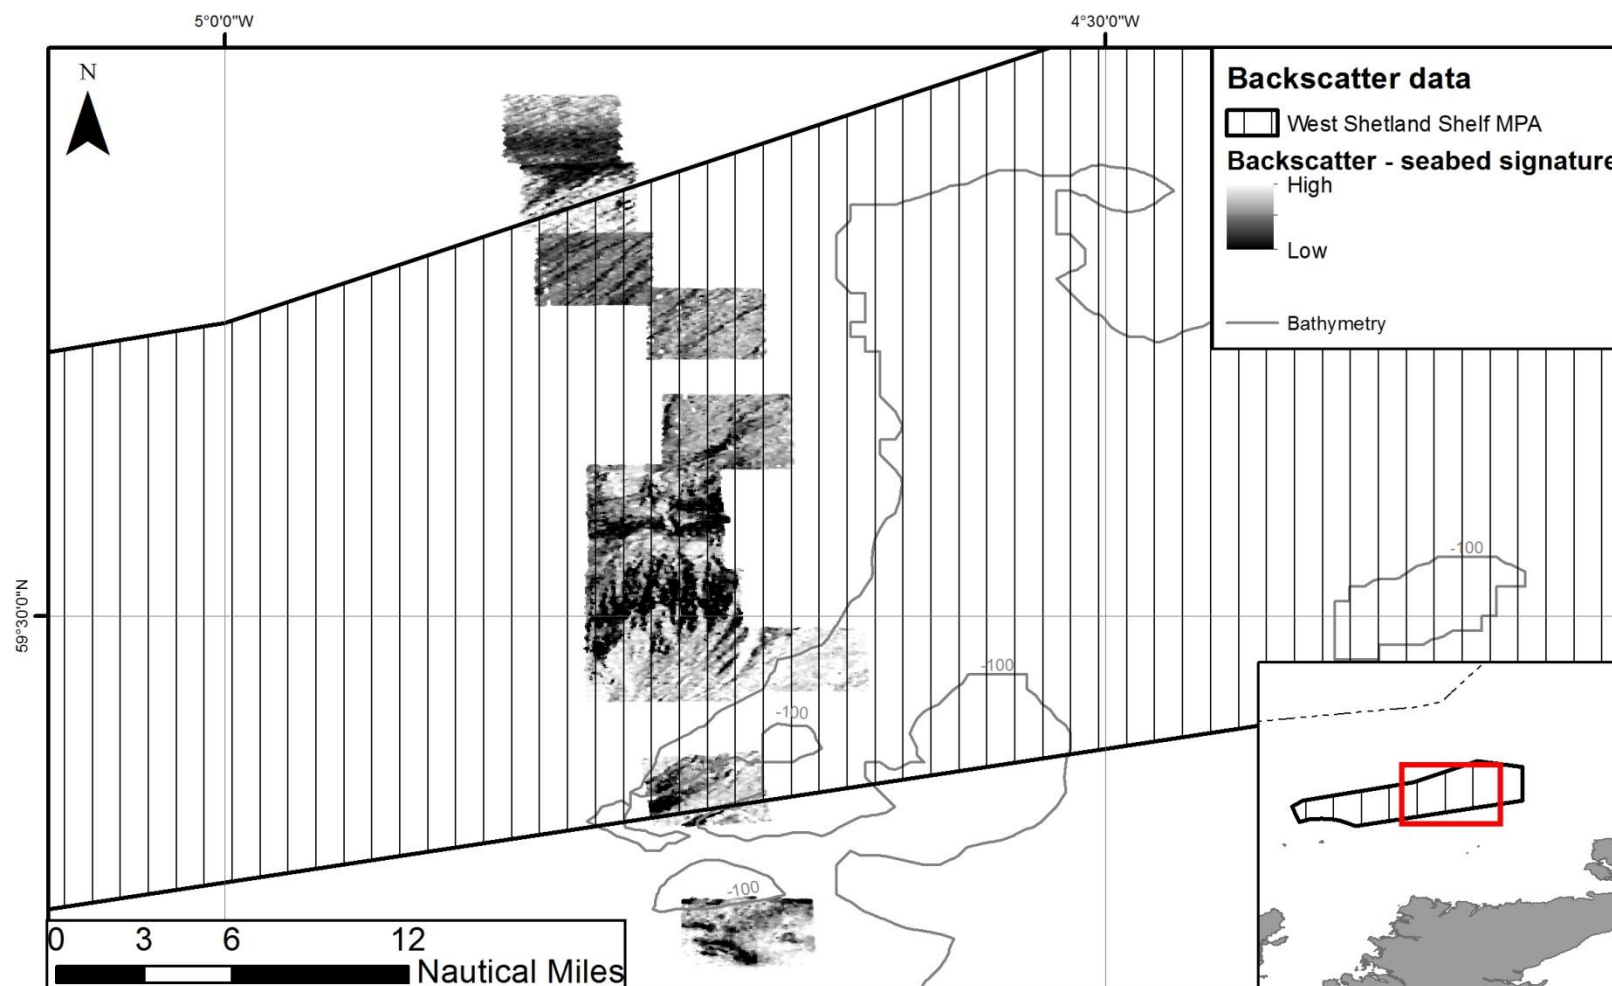 5°0'0"W
4°30'0"W
N
Backscatter data
West Shetland Shelf MPA
Backscatter - seabed signature
High
Low
Bathymetry
-100
59°30'0"N
-100
-100
-100
0 3 6 12
Nautical Miles